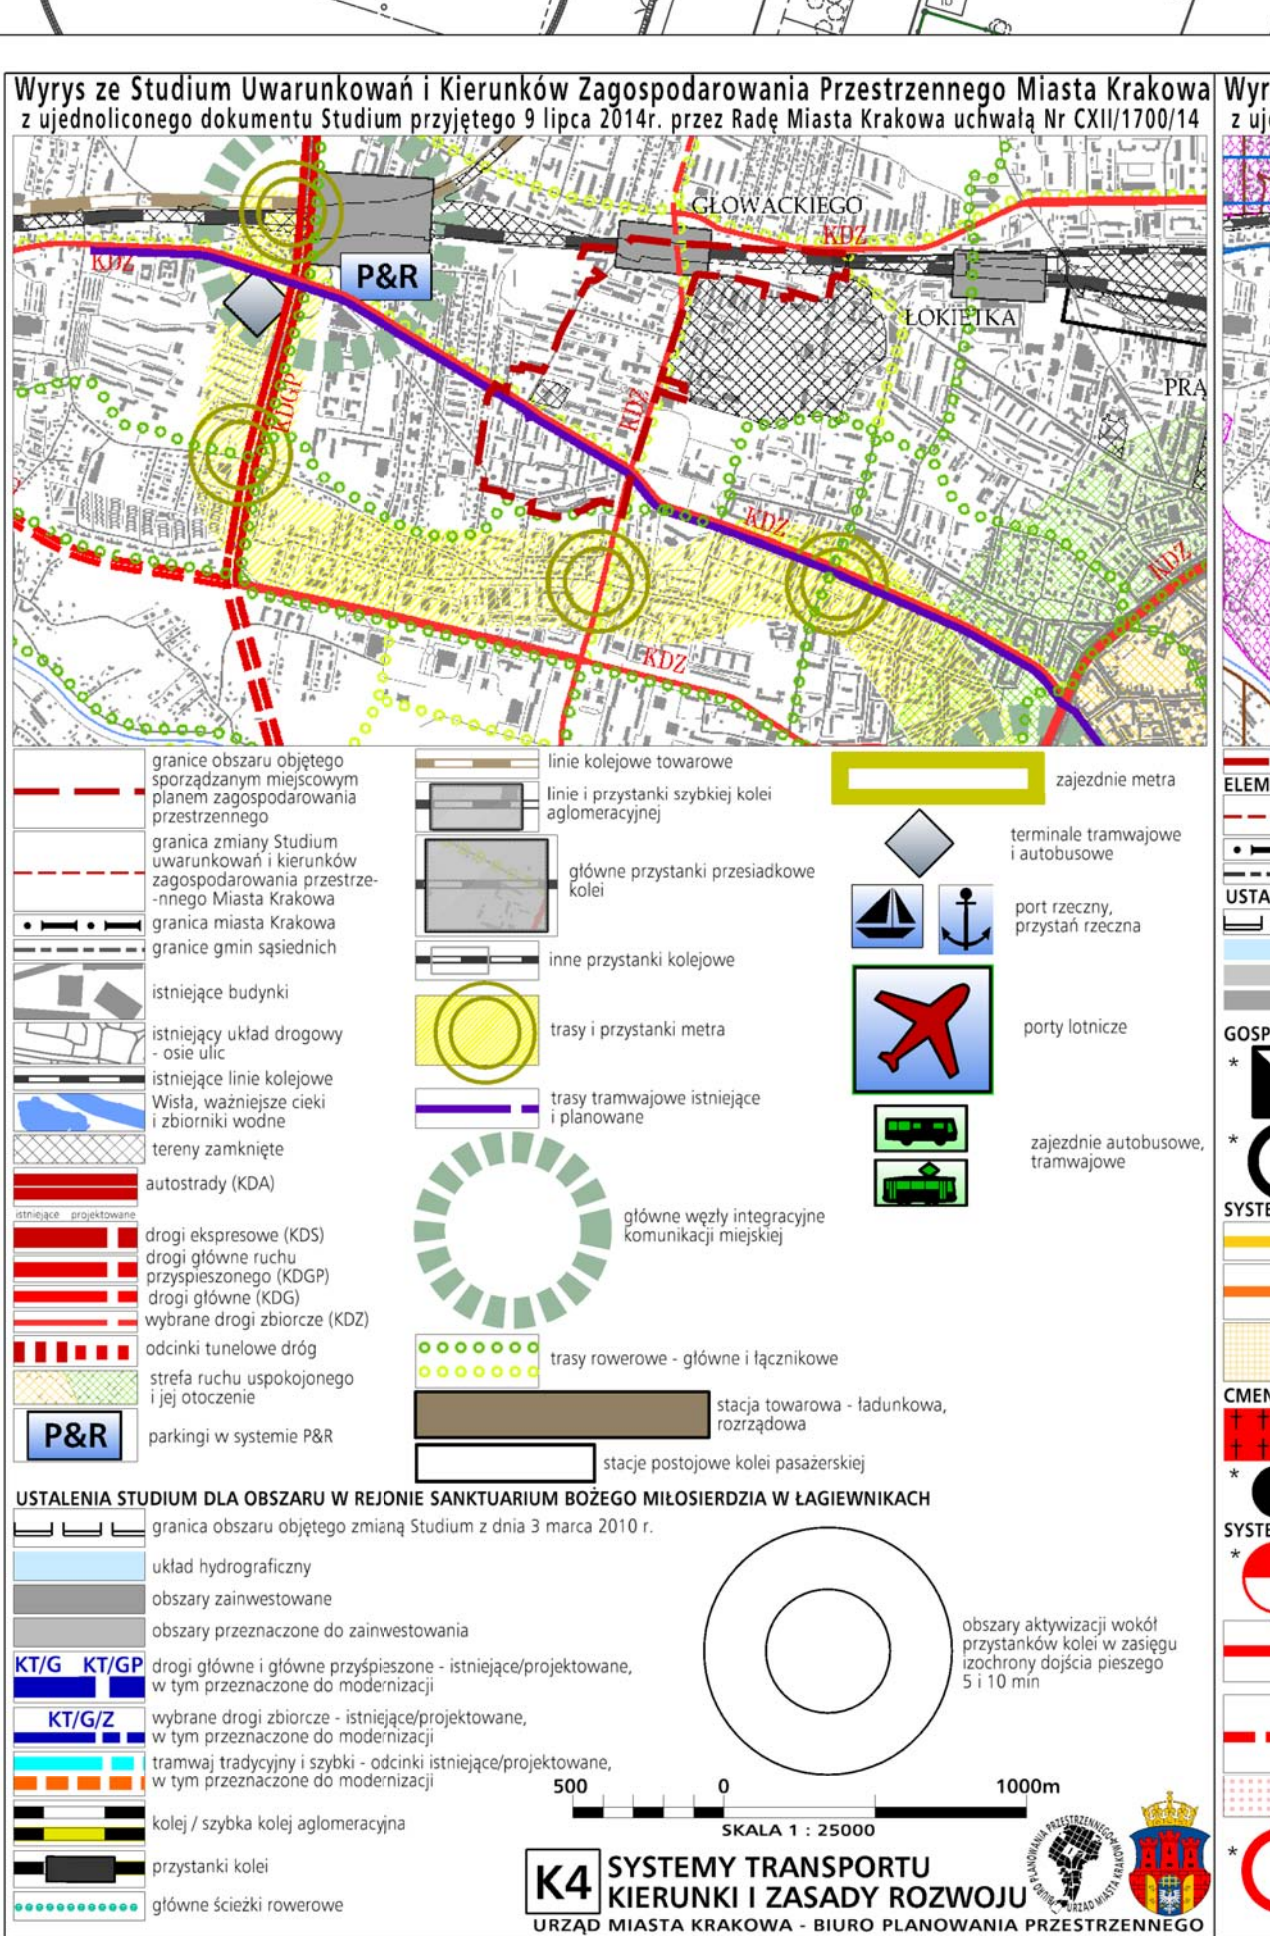 Wyrys ze Studium Uwarunkowań i Kierunków Zagospodarowania Przestrzennego Miasta Krakowa
z ujednoliconego dokumentu Studium przyjętego 9 lipca 2014r. przez Radę Miasta Krakowa uchwałą Nr CXII/1700/14
Wyr
z uj
GŁOWACKIEGO
KDZ
KDZ
P&R
ŁOKIETKA
PRĄ
KDGP
KDZ
KDZ
KDZ
KDZ
granice obszaru objętego
sporządzanym miejscowym
planem zagospodarowania
przestrzennego
granica zmiany Studium
uwarunkowań i kierunków
zagospodarowania przestrze-
-nnego Miasta Krakowa
granica miasta Krakowa
granice gmin sąsiednich
istniejące budynki
istniejący układ drogowy
- osie ulic
istniejące linie kolejowe
Wisła, ważniejsze cieki
i zbiorniki wodne
tereny zamknięte
autostrady (KDA)
istniejące projektowane
drogi ekspresowe (KDS)
drogi główne ruchu
przyspieszonego (KDGP)
drogi główne (KDG)
wybrane drogi zbiorcze (KDZ)
odcinki tunelowe dróg
strefa ruchu uspokojonego
i jej otoczenie
P&R parkingi w systemie P&R
linie kolejowe towarowe
linie i przystanki szybkiej kolei
aglomeracyjnej
główne przystanki przesiadkowe
kolei
inne przystanki kolejowe
trasy i przystanki metra
trasy tramwajowe istniejące
i planowane
główne węzły integracyjne
komunikacji miejskiej
trasy rowerowe - główne i łącznikowe
stacja towarowa - ładunkowa,
rozrządowa
stacje postojowe kolei pasażerskiej
zajezdnie metra
terminale tramwajowe
i autobusowe
port rzeczny,
przystań rzeczna
porty lotnicze
zajezdnie autobusowe,
tramwajowe
USTALENIA STUDIUM DLA OBSZARU W REJONIE SANKTUARIUM BOŻEGO MIŁOSIERDZIA W ŁAGIEWNIKACH
granica obszaru objętego zmianą Studium z dnia 3 marca 2010 r.
układ hydrograficzny
obszary zainwestowane
obszary przeznaczone do zainwestowania
KT/G KT/GP drogi główne i główne przyśpieszone - istniejące/projektowane,
w tym przeznaczone do modernizacji
KT/G/Z wybrane drogi zbiorcze - istniejące/projektowane,
w tym przeznaczone do modernizacji
tramwaj tradycyjny i szybki - odcinki istniejące/projektowane,
w tym przeznaczone do modernizacji
kolej / szybka kolej aglomeracyjna
przystanki kolei
główne ścieżki rowerowe
obszary aktywizacji wokół
przystanków kolei w zasięgu
izochrony dojścia pieszego
5 i 10 min
500 0 1000m
SKALA 1 : 25000
K4 SYSTEMY TRANSPORTU
KIERUNKI I ZASADY ROZWOJU
URZĄD MIASTA KRAKOWA - BIURO PLANOWANIA PRZESTRZENNEGO
ELEM
USTA
GOSP
*
*
SYSTE
CMEN
*
SYSTE
*
*